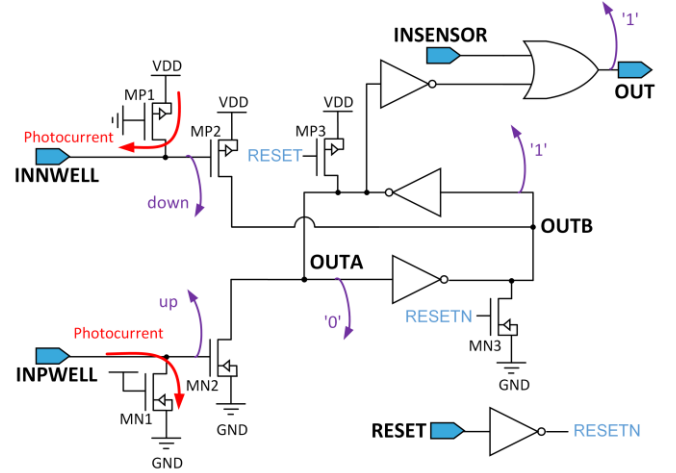 '1'
INSENSOR
OUT
VDD
MP1
VDD
VDD
Photocurrent
MP2
MP3
RESET
INNWELL
down
'1'
OUTB
OUTA
up
'0'
RESETN
Photocurrent
MN3
INPWELL
MN2
GND
MN1
GND
GND
RESET
RESETN